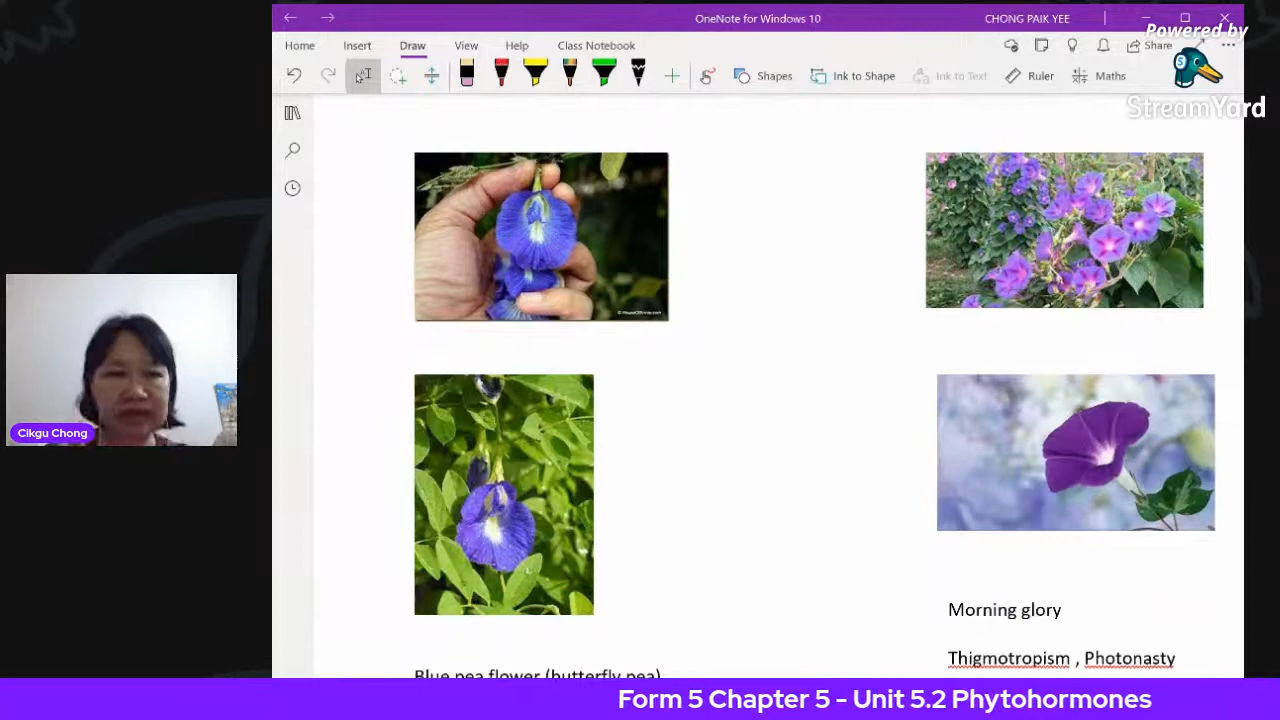 OneNote for Windows 10
CHONG PAIK YEE
Powered by
StreamYard
Home Insert Draw View Help Class Notebook
Share
Shapes Ink to Shape Ink to Text Ruler Maths
Cikgu Chong
Morning glory
Thigmotropism , Photonasty
Blue pea flower (butterfly pea)
Form 5 Chapter 5 - Unit 5.2 Phytohormones